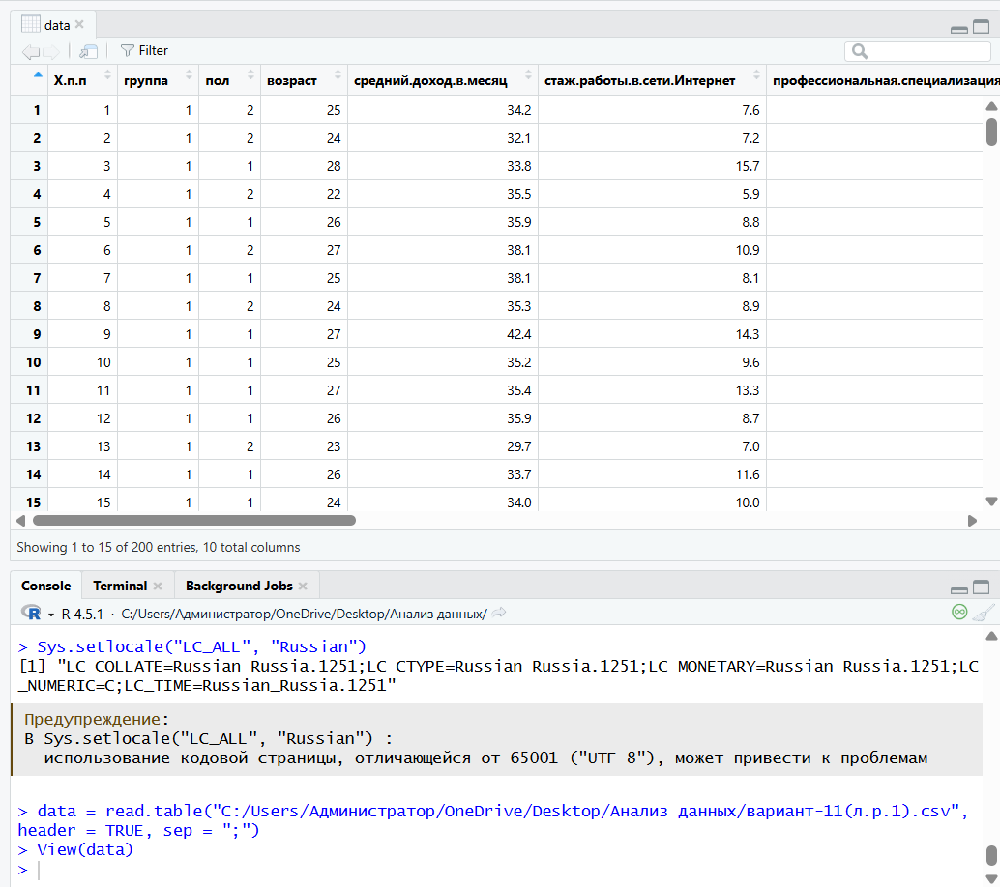 data
Filter
X.п.п группа пол возраст средний.доход.в.месяц стаж.работы.в.сети.Интернет профессиональная.специализация
1 1 1 2 25 34.2 7.6
2 2 1 2 24 32.1 7.2
3 3 1 1 28 33.8 15.7
4 4 1 2 22 35.5 5.9
5 5 1 1 26 35.9 8.8
6 6 1 2 27 38.1 10.9
7 7 1 1 25 38.1 8.1
8 8 1 2 24 35.3 8.9
9 9 1 1 27 42.4 14.3
10 10 1 1 25 35.2 9.6
11 11 1 1 27 35.4 13.3
12 12 1 1 26 35.9 8.7
13 13 1 2 23 29.7 7.0
14 14 1 1 26 33.7 11.6
15 15 1 1 24 34.0 10.0
Showing 1 to 15 of 200 entries, 10 total columns
Console Terminal Background Jobs
R R 4.5.1 · C:/Users/Администратор/OneDrive/Desktop/Анализ данных/
> Sys.setlocale("LC_ALL", "Russian")
[1] "LC_COLLATE=Russian_Russia.1251;LC_CTYPE=Russian_Russia.1251;LC_MONETARY=Russian_Russia.1251;LC
_NUMERIC=C;LC_TIME=Russian_Russia.1251"
Предупреждение:
В Sys.setlocale("LC_ALL", "Russian") :
использование кодовой страницы, отличающейся от 65001 ("UTF-8"), может привести к проблемам
> data = read.table("C:/Users/Администратор/OneDrive/Desktop/Анализ данных/вариант-11(л.р.1).csv",
header = TRUE, sep = ";")
> View(data)
>